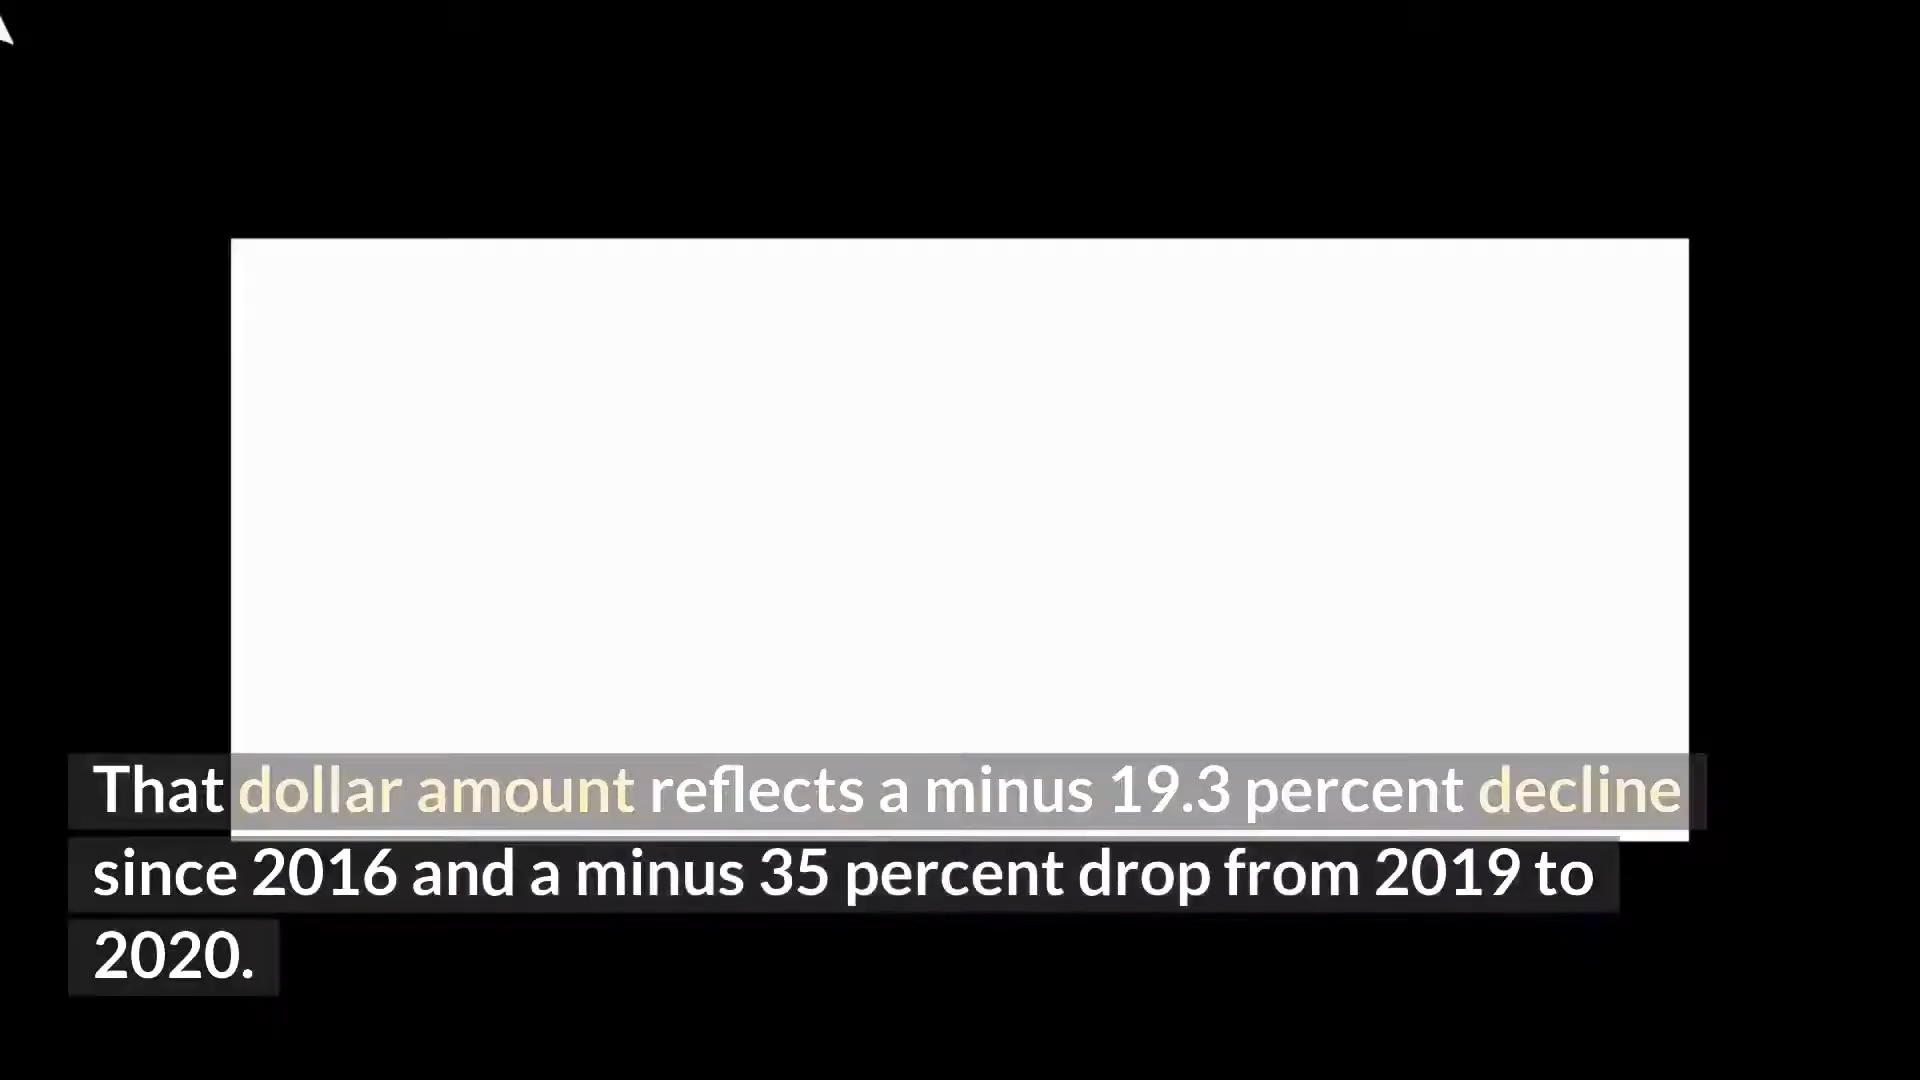 That dollar amount reflects a minus 19.3 percent decline
since 2016 and a minus 35 percent drop from 2019 to
2020.